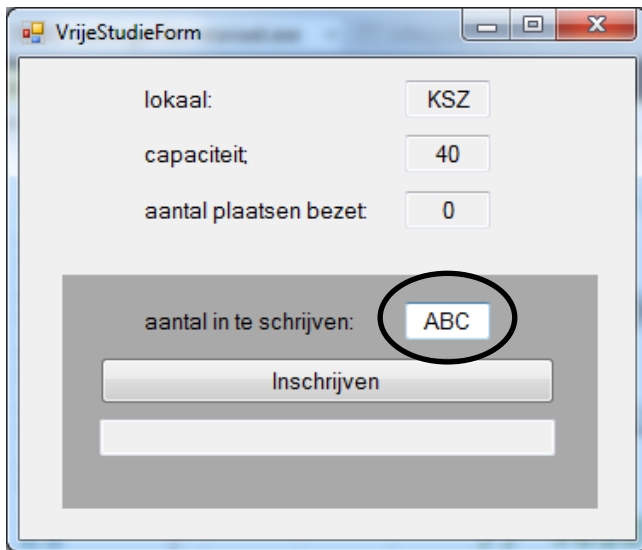 VrijeStudieForm
lokaal: KSZ
capaciteit; 40
aantal plaatsen bezet: 0
aantal in te schrijven: ABC
Inschrijven